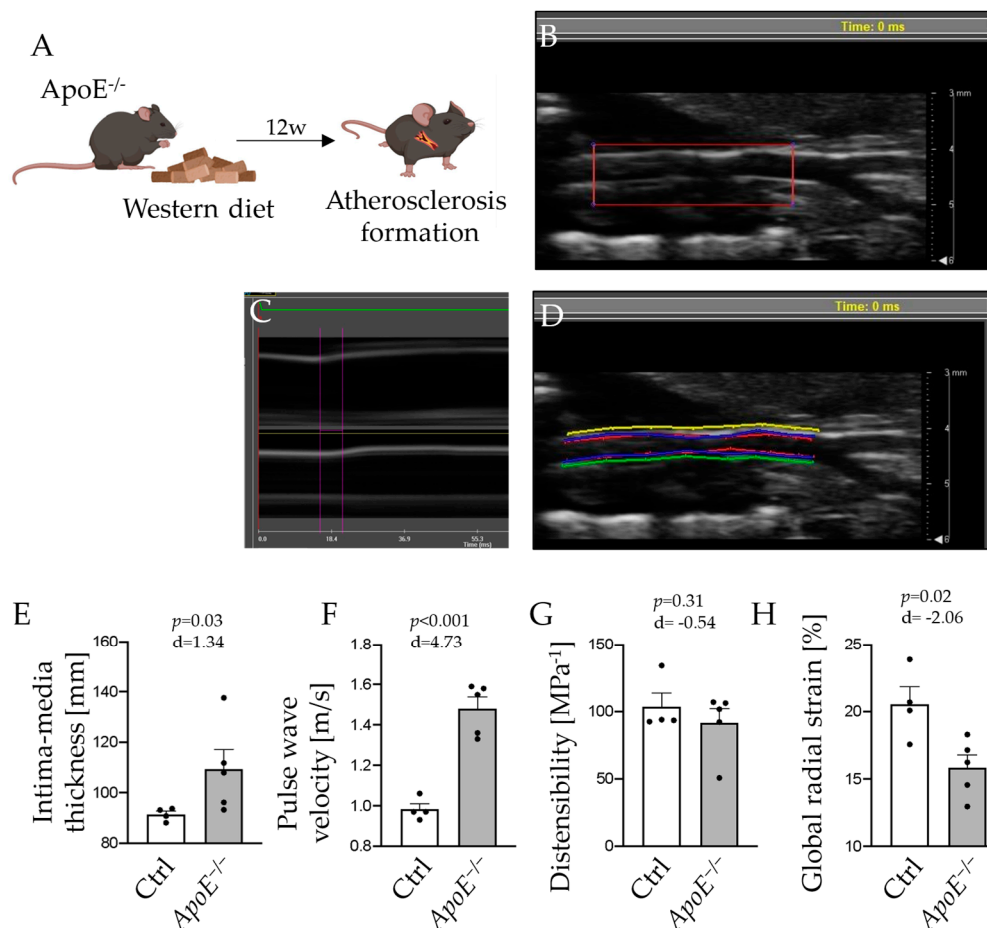 A
ApoE-/-
12w
Western diet
Atherosclerosis
formation
B
Time: 0 ms
3 mm
4
5
6
C
0.0
18.4
36.9
55.3
Time (ms)
D
Time: 0 ms
3 mm
4
5
6
E
p=0.03
d=1.34
Intima-media
thickness [mm]
160
140
120
100
80
Ctrl
ApoE-/-
F
p<0.001
d=4.73
Pulse wave
velocity [m/s]
1.8
1.6
1.4
1.2
1.0
0.8
Ctrl
ApoE-/-
G
p=0.31
d= -0.54
Distensibility [MPa-1]
150
100
50
0
Ctrl
ApoE-/-
H
p=0.02
d= -2.06
Global radial strain [%]
25
20
15
10
Ctrl
ApoE-/-